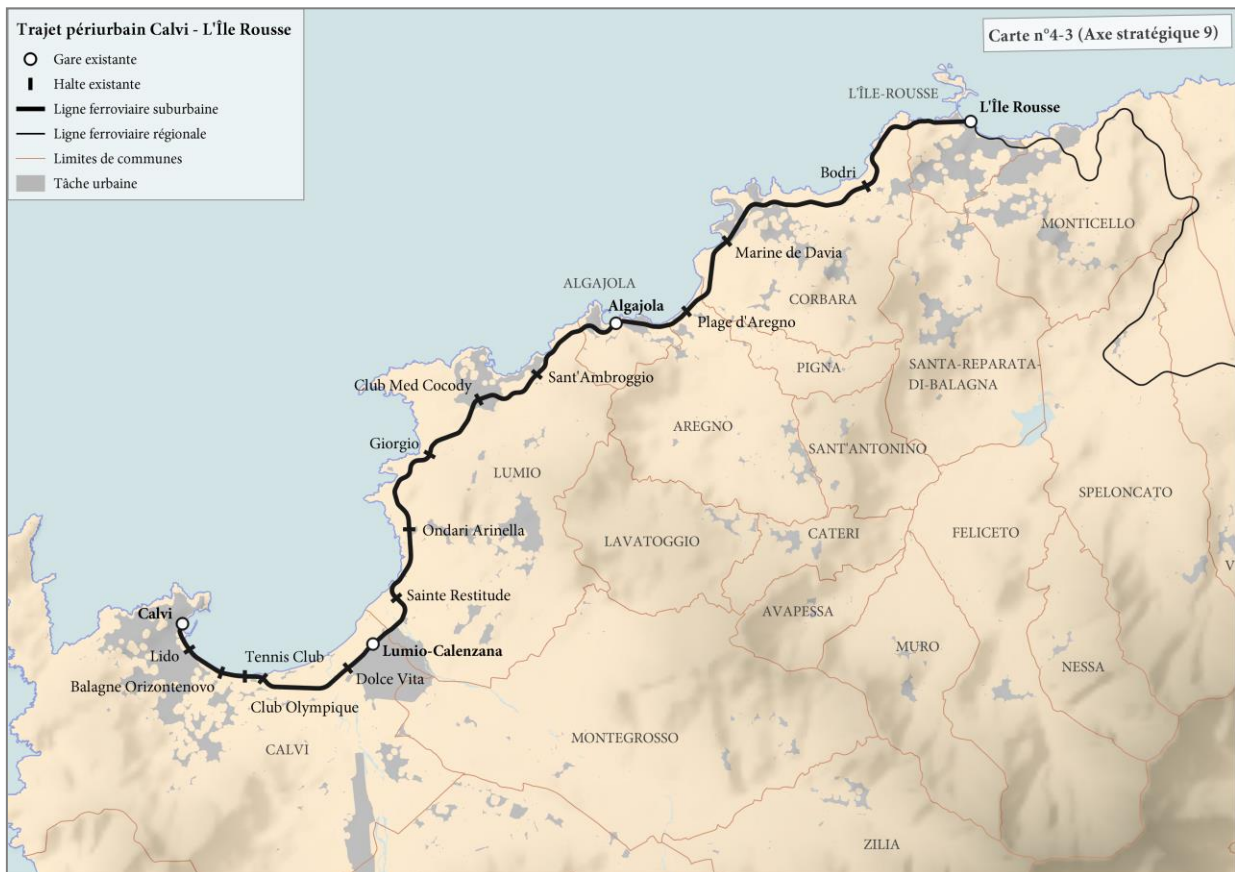 Trajet périurbain Calvi - L'Île Rousse
Gare existante
Halte existante
Ligne ferroviaire suburbaine
Ligne ferroviaire régionale
Limites de communes
Tâche urbaine
Carte n°4-3 (Axe stratégique 9)
L'ÎLE-ROUSSE
L'Île Rousse
Bodri
MONTICELLO
Marine de Davia
ALGAJOLA
Algajola
CORBARA
Plage d'Aregno
PIGNA
SANTA-REPARATA-
DI-BALAGNA
Sant'Ambroggio
Club Med Cocody
AREGNO
SANT'ANTONINO
Giorgio
LUMIO
SPELONCATO
Ondari Arinella
LAVATOGGIO
CATERI
FELICETO
V
Sainte Restitude
AVAPESSA
Calvi
Lumio-Calenzana
MURO
NESSA
Lido
Tennis Club
Dolce Vita
Balagne Orizontenovo
Club Olympique
CALVI
MONTEGROSSO
ZILIA